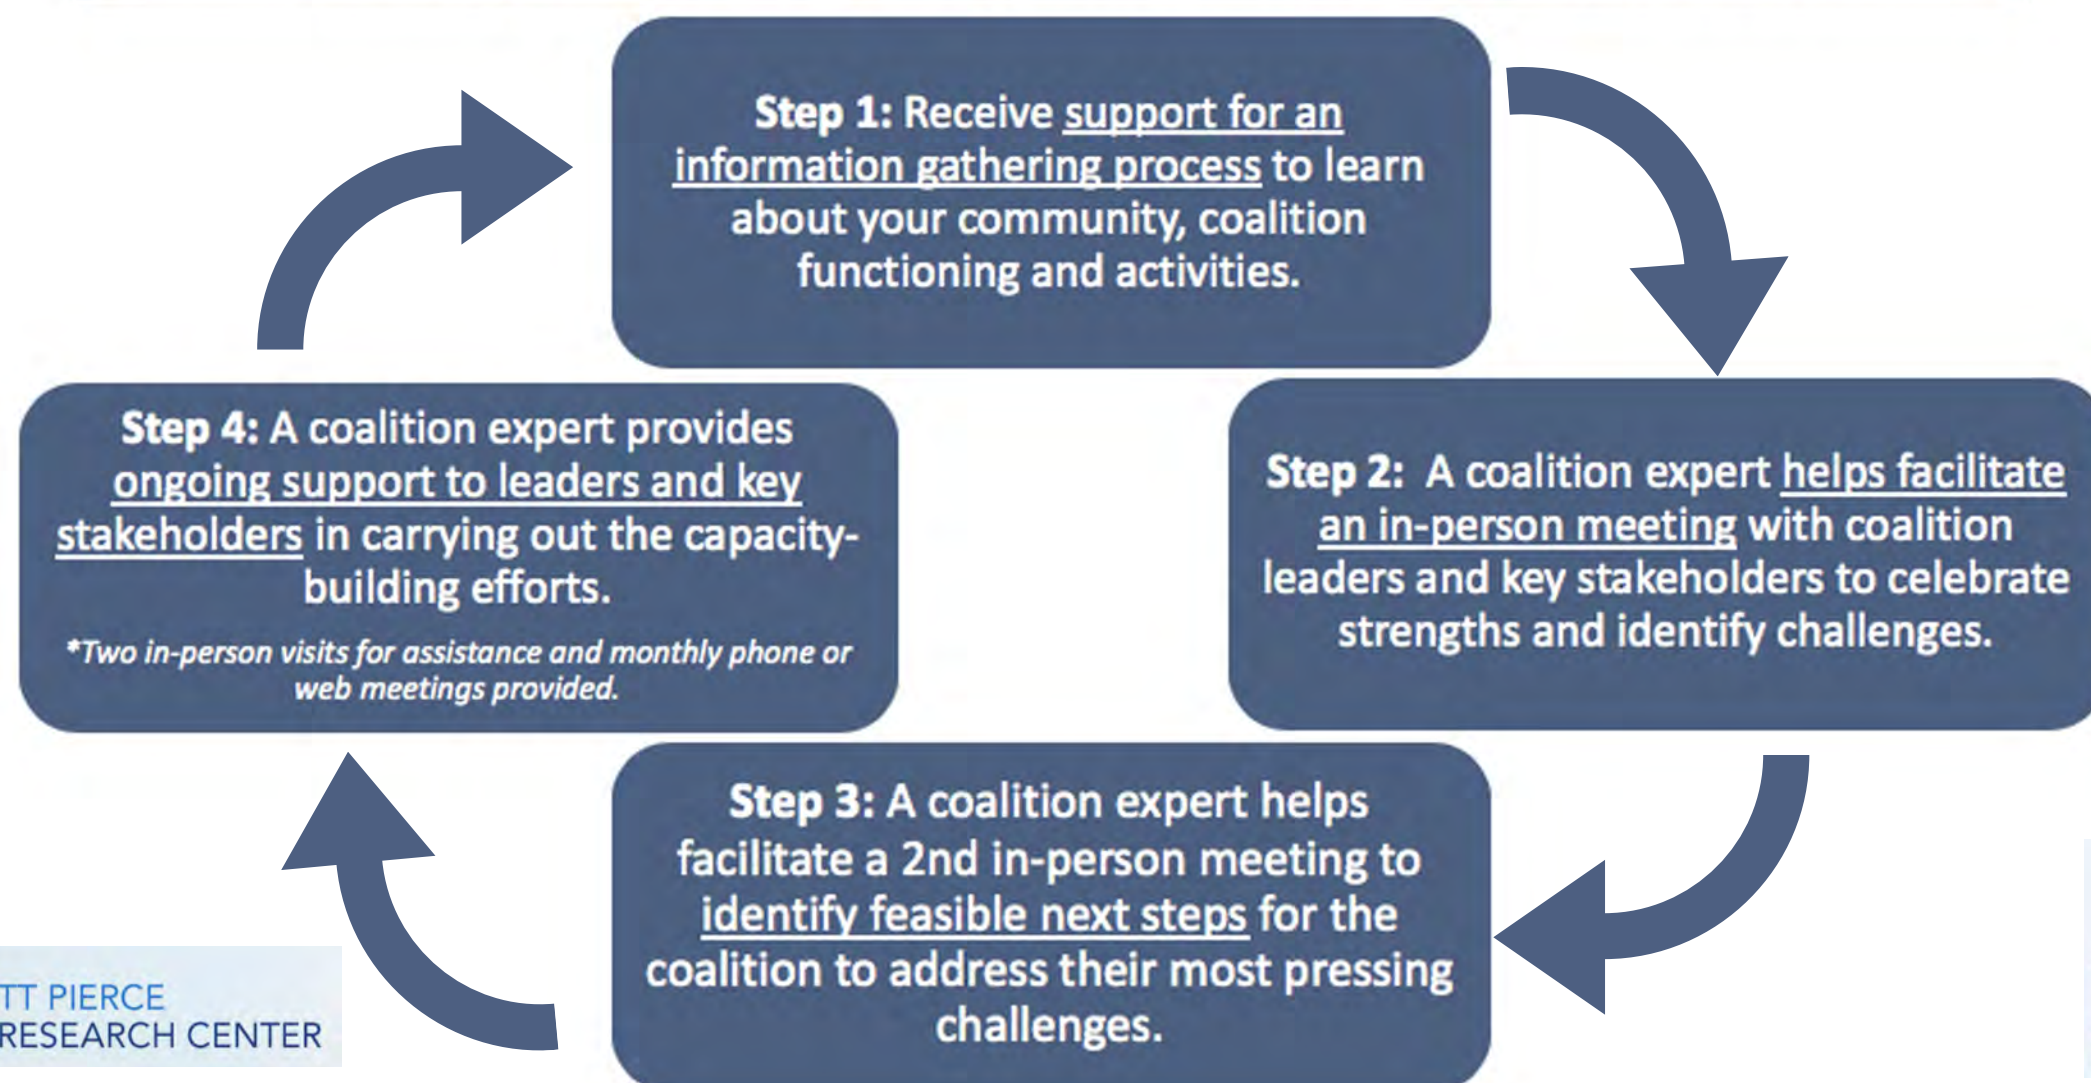 Step 1: Receive support for an
information gathering process to learn
about your community, coalition
functioning and activities.
Step 2: A coalition expert helps facilitate
an in-person meeting with coalition
leaders and key stakeholders to celebrate
strengths and identify challenges.
Step 3: A coalition expert helps
facilitate a 2nd in-person meeting to
identify feasible next steps for the
coalition to address their most pressing
challenges.
Step 4: A coalition expert provides
ongoing support to leaders and key
stakeholders in carrying out the capacity-
building efforts.
*Two in-person visits for assistance and monthly phone or
web meetings provided.
TT PIERCE
RESEARCH CENTER